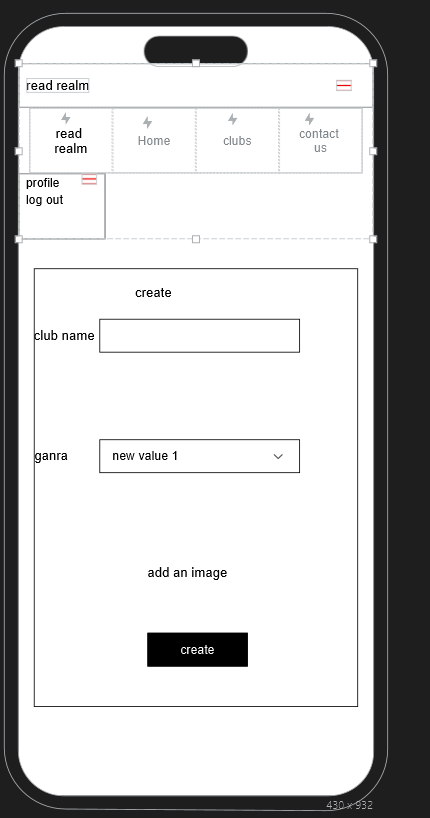 read realm
read
realm
Home
clubs
contact
us
profile
log out
create
club name
ganra
new value 1
add an image
create
430 x 932